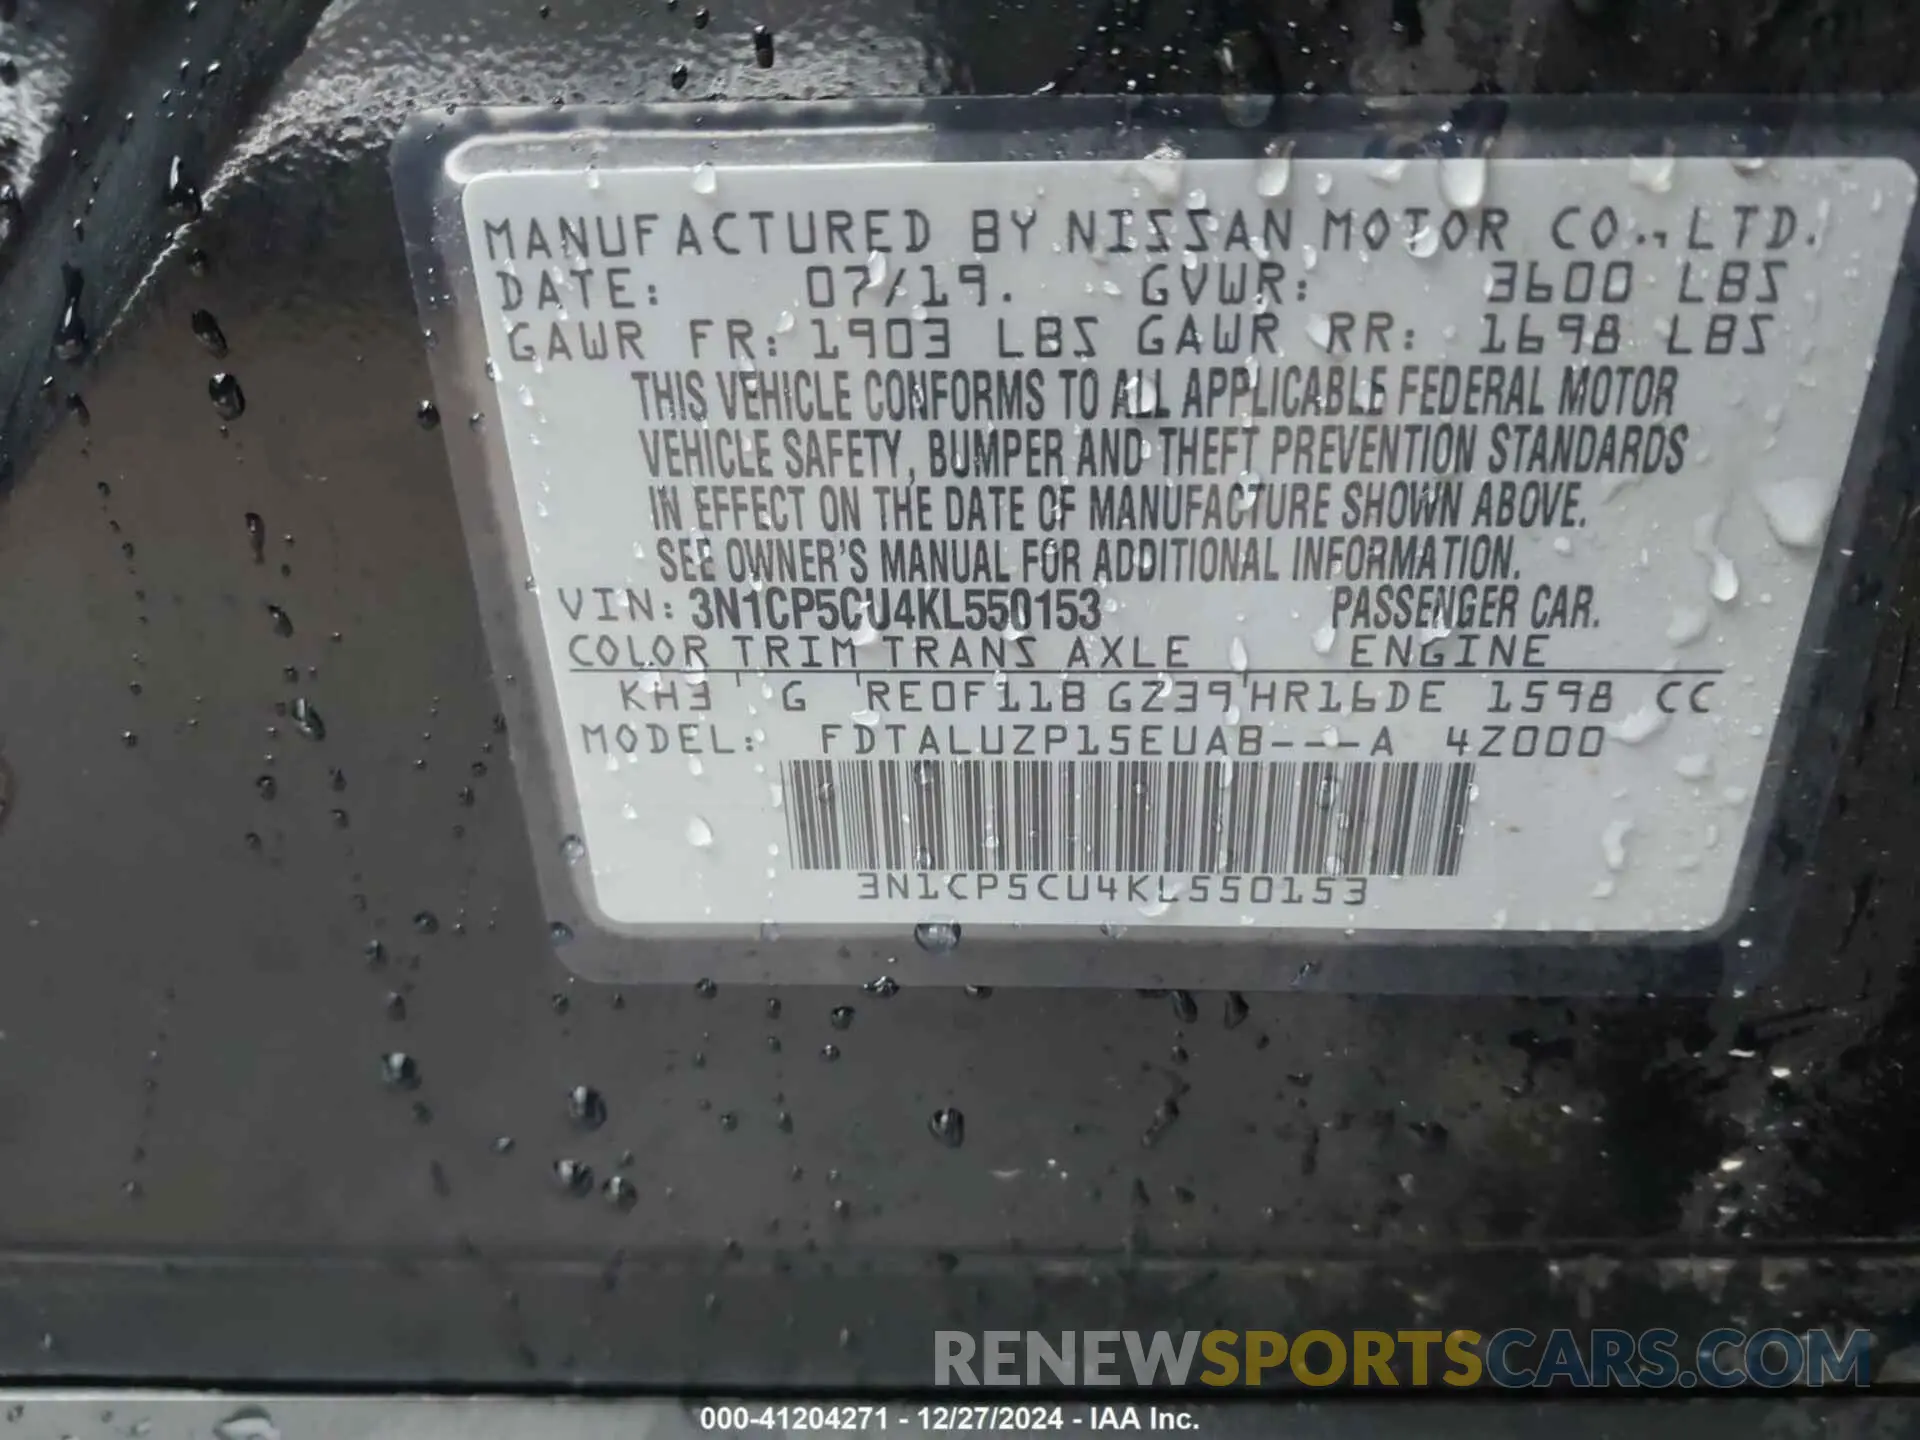 MANUFACTURED BY NISSAN MOTOR CO., LTD.
DATE: 07/19. GVWR: 3600 LBS
GAWR FR: 1903 LBS GAWR RR: 1698 LBS
THIS VEHICLE CONFORMS TO ALL APPLICABLE FEDERAL MOTOR
VEHICLE SAFETY, BUMPER AND THEFT PREVENTION STANDARDS
IN EFFECT ON THE DATE OF MANUFACTURE SHOWN ABOVE.
SEE OWNER'S MANUAL FOR ADDITIONAL INFORMATION.
VIN: 3N1CP5CU4KL550153 PASSENGER CAR.
COLOR TRIM TRANS AXLE ENGINE
KH3 G RE0F11B GZ39 HR16DE 1598 CC
MODEL: FDTALUZP15EUAB---A 4Z000
3N1CP5CU4KL550153
RENEWSPORTSCARS.COM
000-41204271 - 12/27/2024 - IAA Inc.